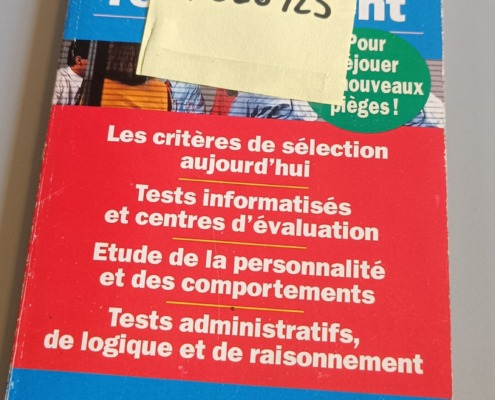 Pour
nouveaux
pièges !
Les critères de sélection
aujourd'hui
Tests informatisés
et centres d'évaluation
Etude de la personnalité
et des comportements
Tests administratifs,
de logique et de raisonnement